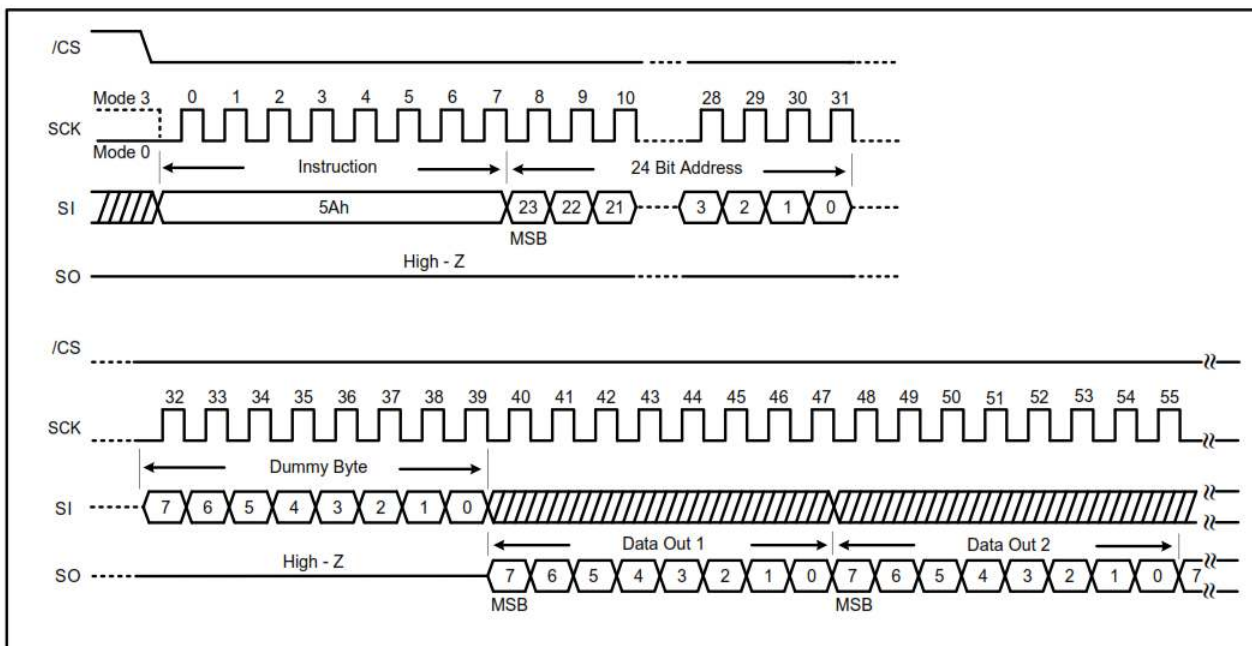 /CS
Mode 3 0 1 2 3 4 5 6 7 8 9 10 28 29 30 31
SCK
Mode 0
Instruction 24 Bit Address
SI 5Ah 23 22 21 3 2 1 0
MSB
High - Z
SO
/CS
32 33 34 35 36 37 38 39 40 41 42 43 44 45 46 47 48 49 50 51 52 53 54 55
SCK
Dummy Byte
SI 7 6 5 4 3 2 1 0
High - Z Data Out 1 Data Out 2
SO 7 6 5 4 3 2 1 0 7 6 5 4 3 2 1 0 7
MSB MSB